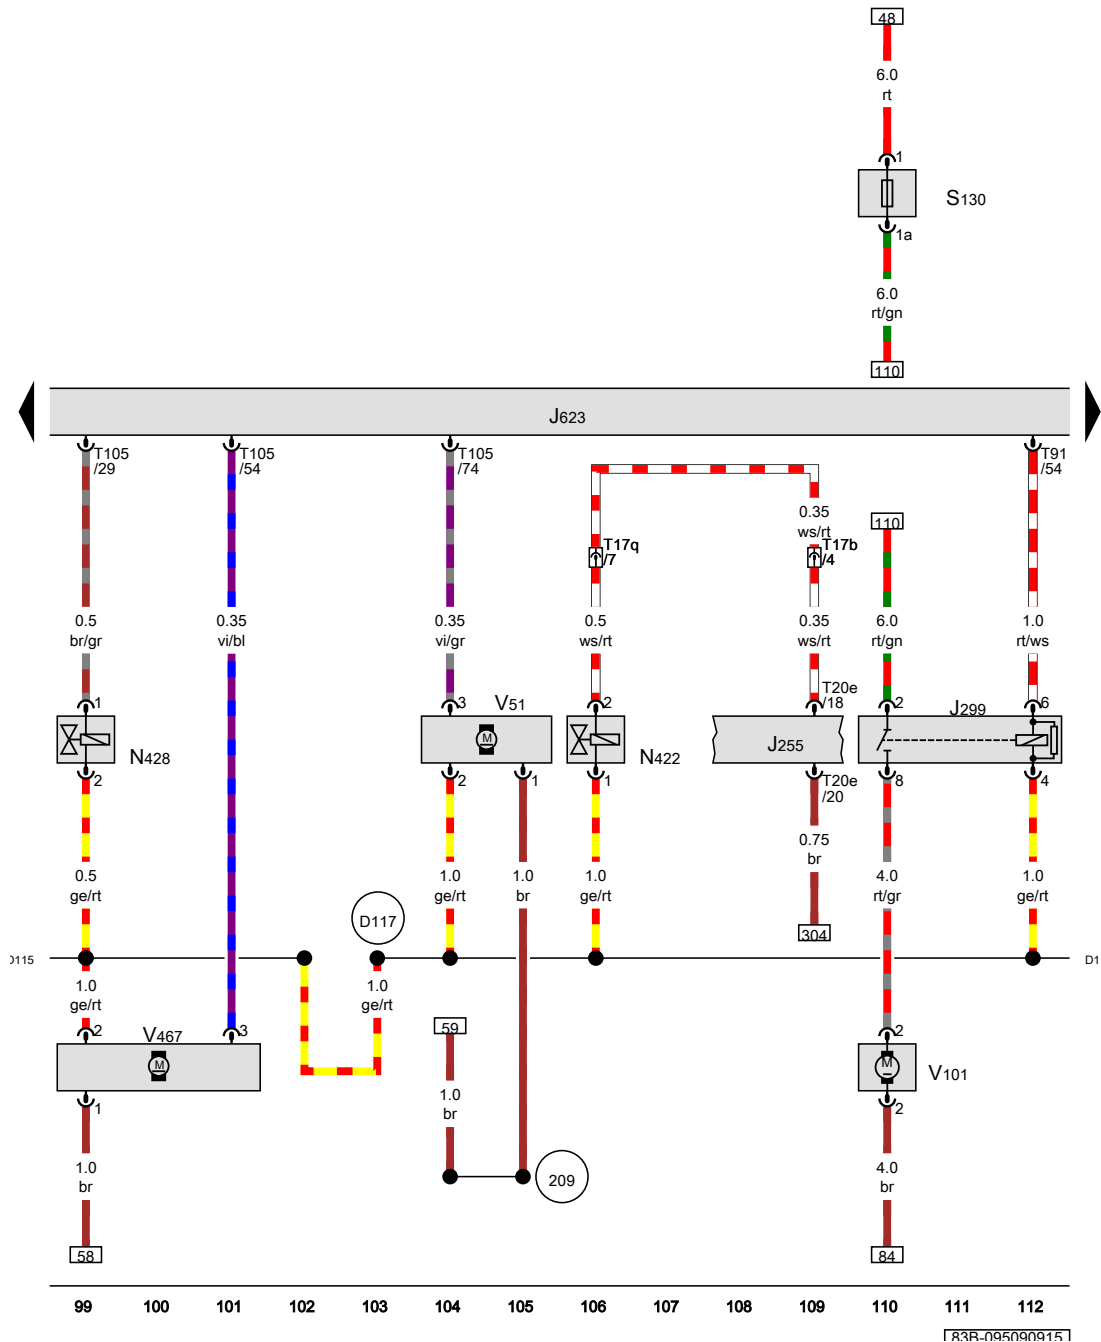 48
6.0
rt
1
S130
1a
6.0
rt/gn
110
J623
T105
/29
T105
/54
T105
/74
T91
/54
0.35
ws/rt
110
T17q
/7
T17b
/4
0.5
br/gr
0.35
vi/bl
0.35
vi/gr
0.5
ws/rt
0.35
ws/rt
6.0
rt/gn
1.0
rt/ws
1
3
V51
2
T20e
/18
2
J299
6
N428
M
N422
J255
2
2
1
1
T20e
/20
8
4
0.75
br
0.5
ge/rt
1.0
ge/rt
1.0
br
1.0
ge/rt
4.0
rt/gr
1.0
ge/rt
D117
304
D115
D1
1.0
ge/rt
1.0
ge/rt
2
V467
3
59
2
M
M
V101
1
1.0
br
2
1.0
br
209
4.0
br
58
84
99 100 101 102 103 104 105 106 107 108 109 110 111 112
83B-095090915